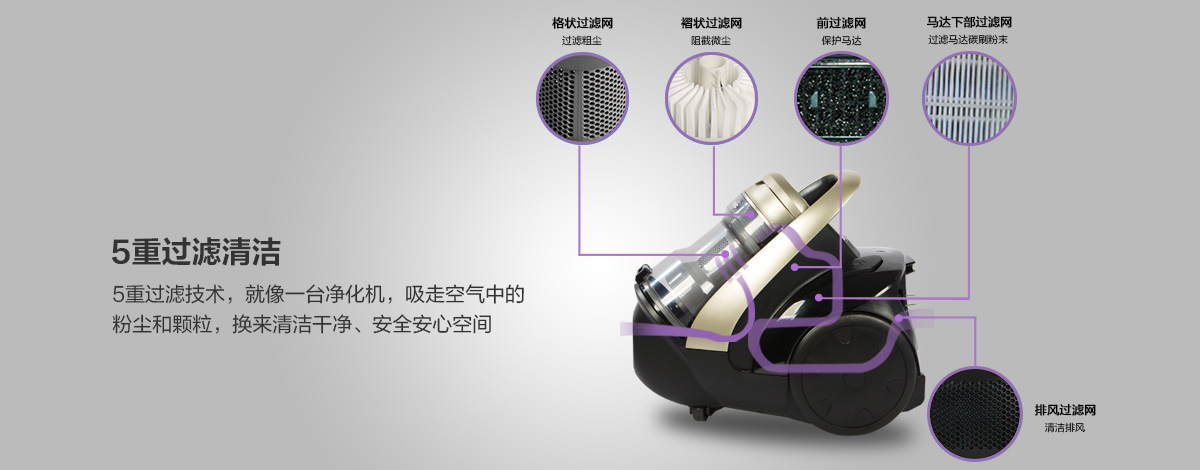 格状过滤网
过滤粗尘
褶状过滤网
阻截微尘
前过滤网
保护马达
马达下部过滤网
过滤马达碳刷粉末
5重过滤清洁
5重过滤技术，就像一台净化机，吸走空气中的
粉尘和颗粒，换来清洁干净、安全安心空间
排风过滤网
清洁排风